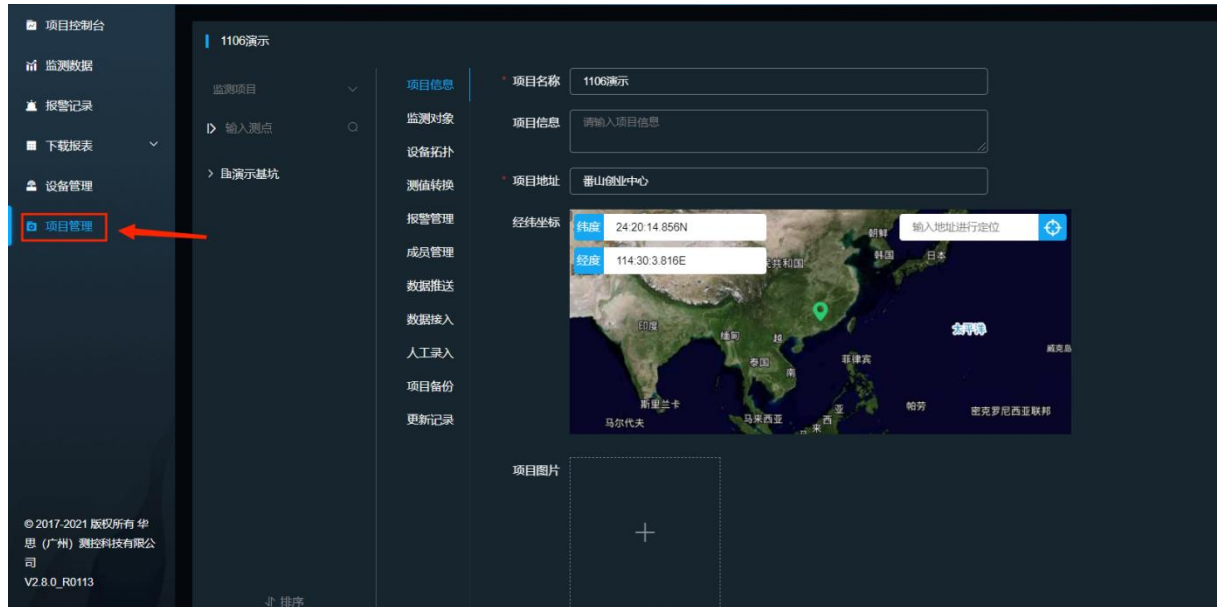 项目控制台
监测数据
报警记录
下载报表
设备管理
项目管理
© 2017-2021 版权所有 华
思（广州）测控科技有限公
司
V2.8.0_R0113
1106演示
监测项目
输入测点
演示基坑
排序
项目信息
监测对象
设备拓扑
测值转换
报警管理
成员管理
数据推送
数据接入
人工录入
项目备份
更新记录
* 项目名称 1106演示
项目信息 请输入项目信息
* 项目地址 番山创业中心
经纬坐标
纬度 24:20:14.856N
经度 114:30:3.816E
输入地址进行定位
朝鲜
韩国
日本
共和国
印度
缅甸
越
南
泰国
太平洋
菲律宾
威克岛
斯里兰卡
马尔代夫
马来西亚
帕劳
密克罗尼西亚联邦
项目图片